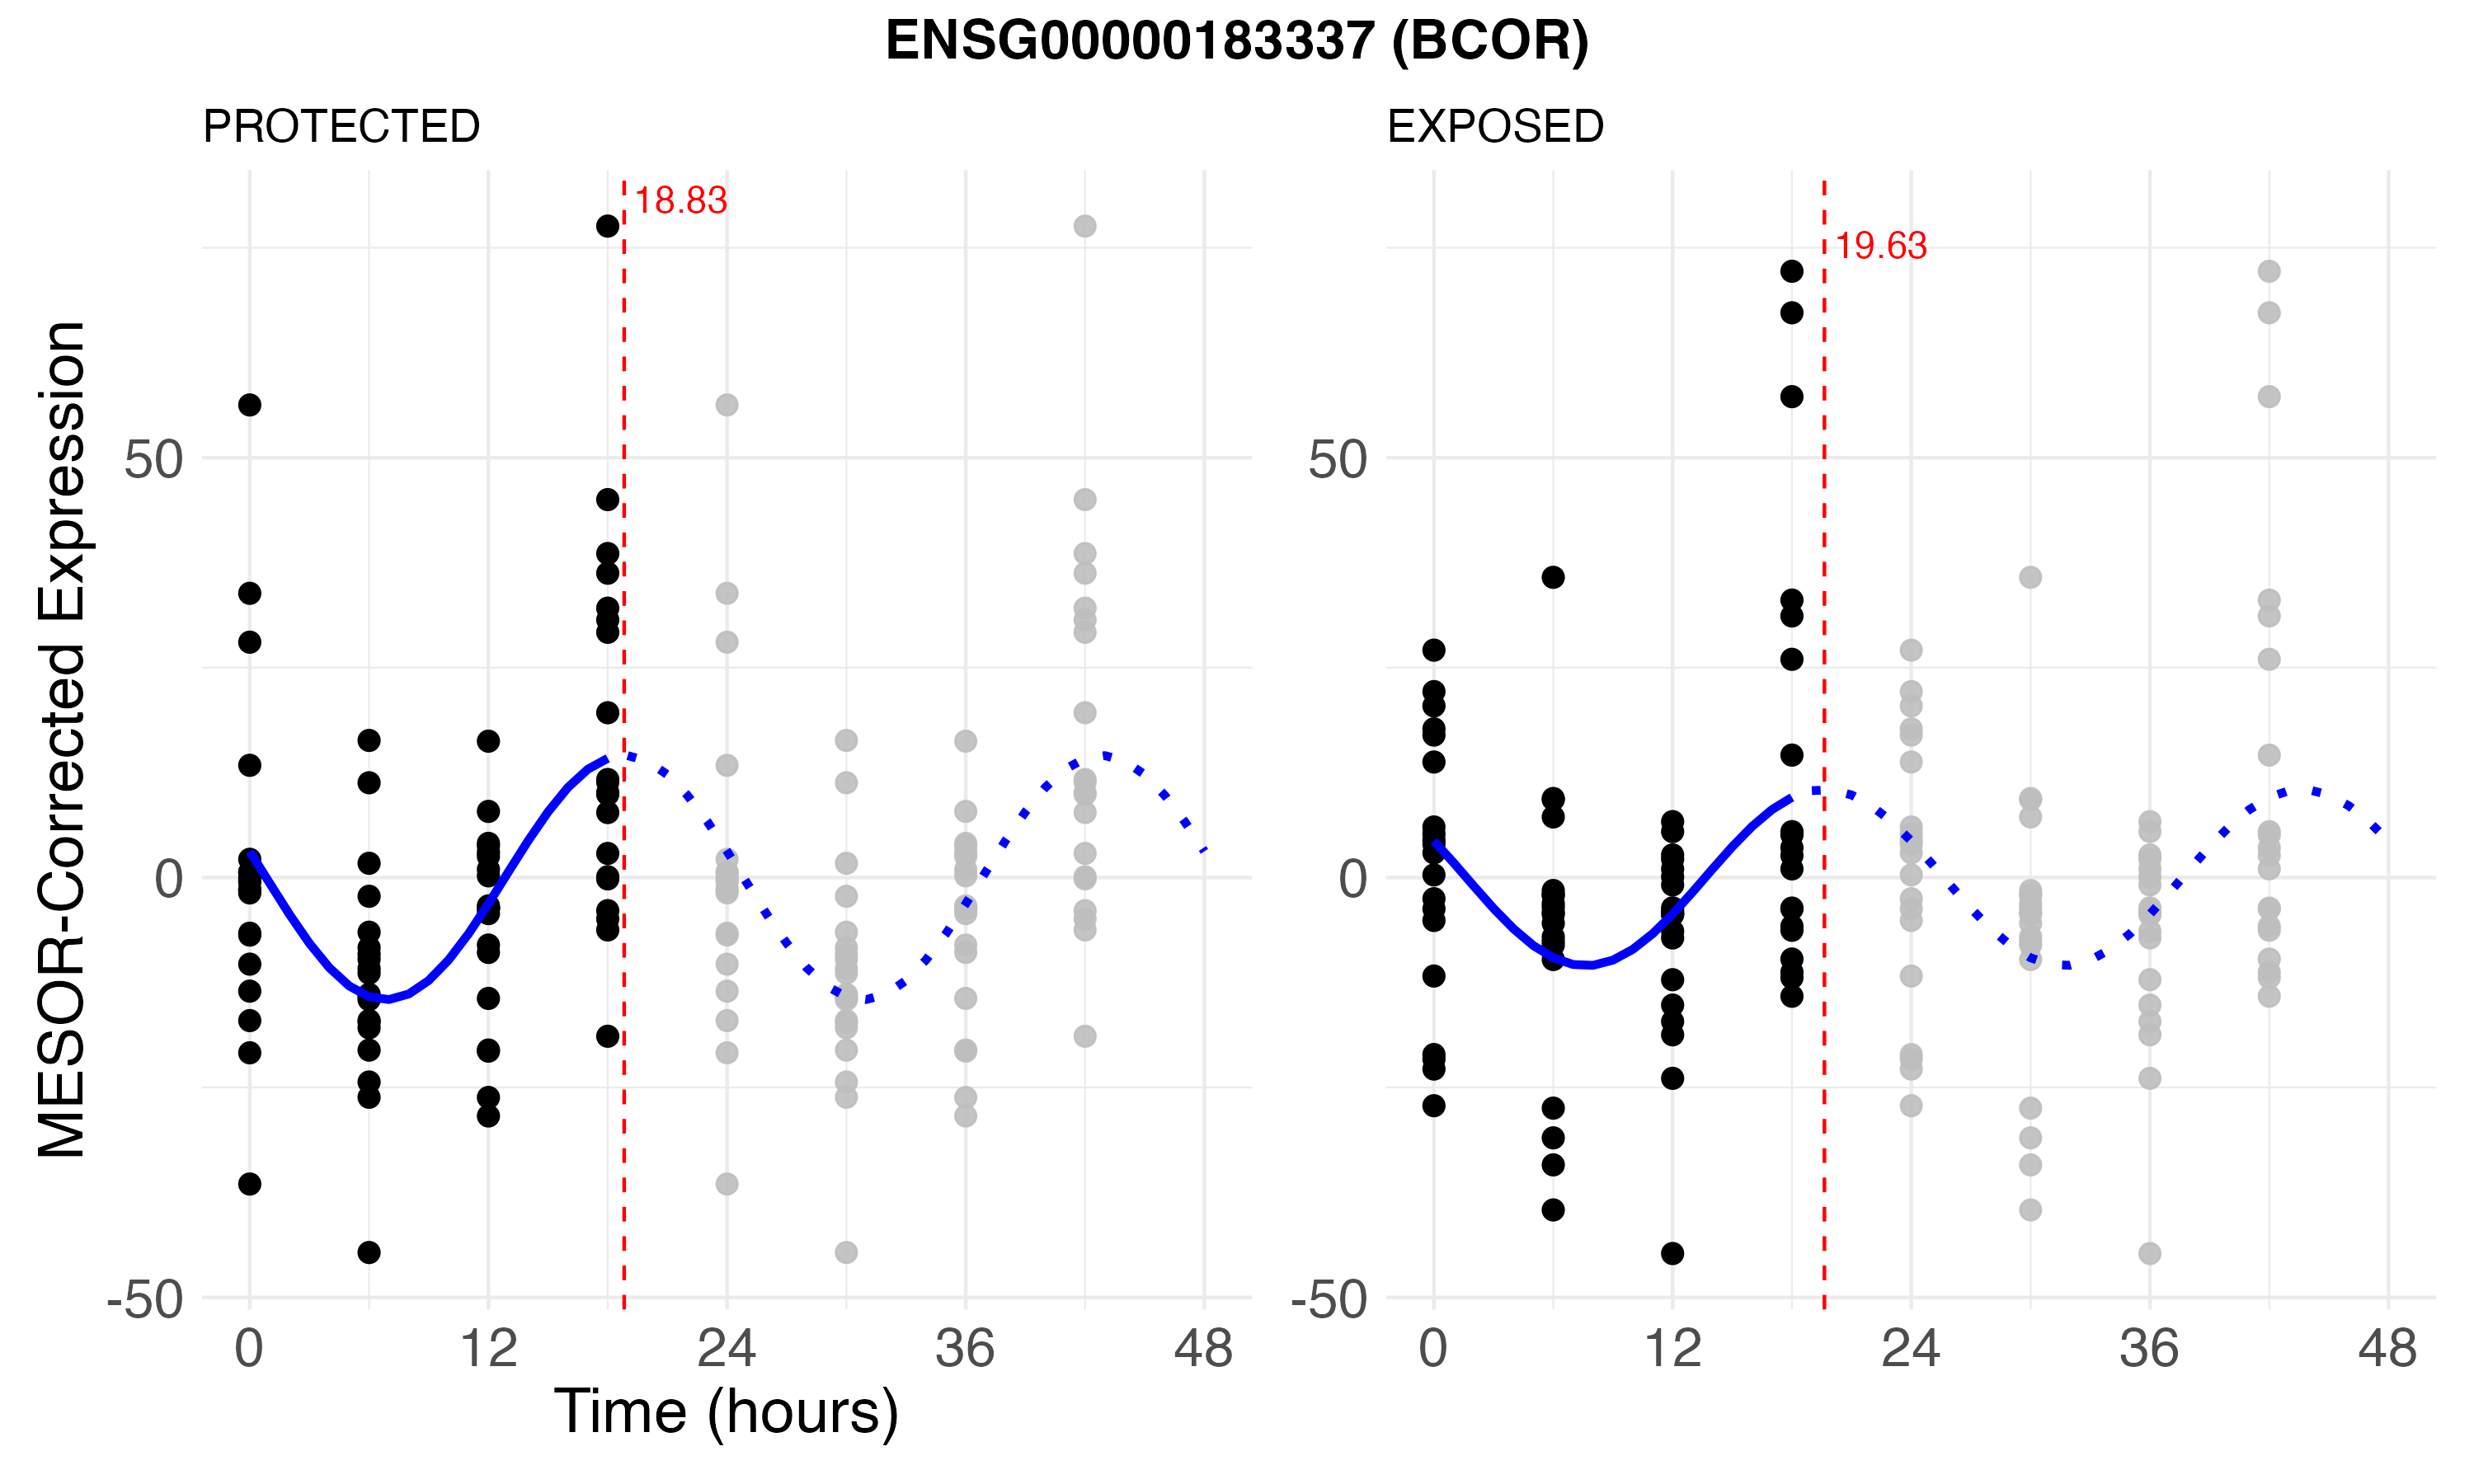 ENSG00000183337 (BCOR)
PROTECTED
EXPOSED
18.83
19.63
MESOR-Corrected Expression
50
0
-50
50
0
-50
0 12 24 36 48
0 12 24 36 48
Time (hours)